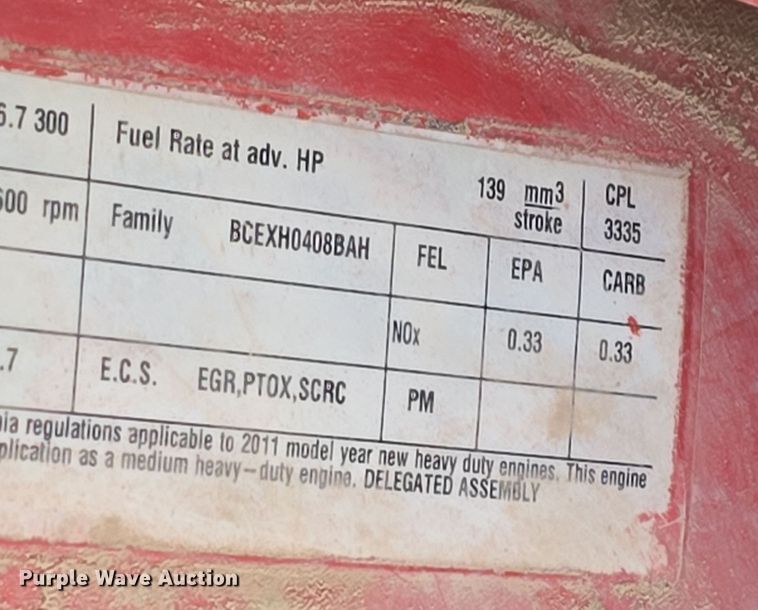 6.7 300 Fuel Rate at adv. HP 139 mm3 CPL
stroke 3335
rpm Family BCEXH0408BAH FEL EPA CARB
NOx 0.33 0.33
.7 E.C.S. EGR,PTOX,SCRC PM
regulations applicable to 2011 model year new heavy duty engines. This engine
as a medium heavy-duty engine. DELEGATED ASSEMBLY
Purple Wave Auction